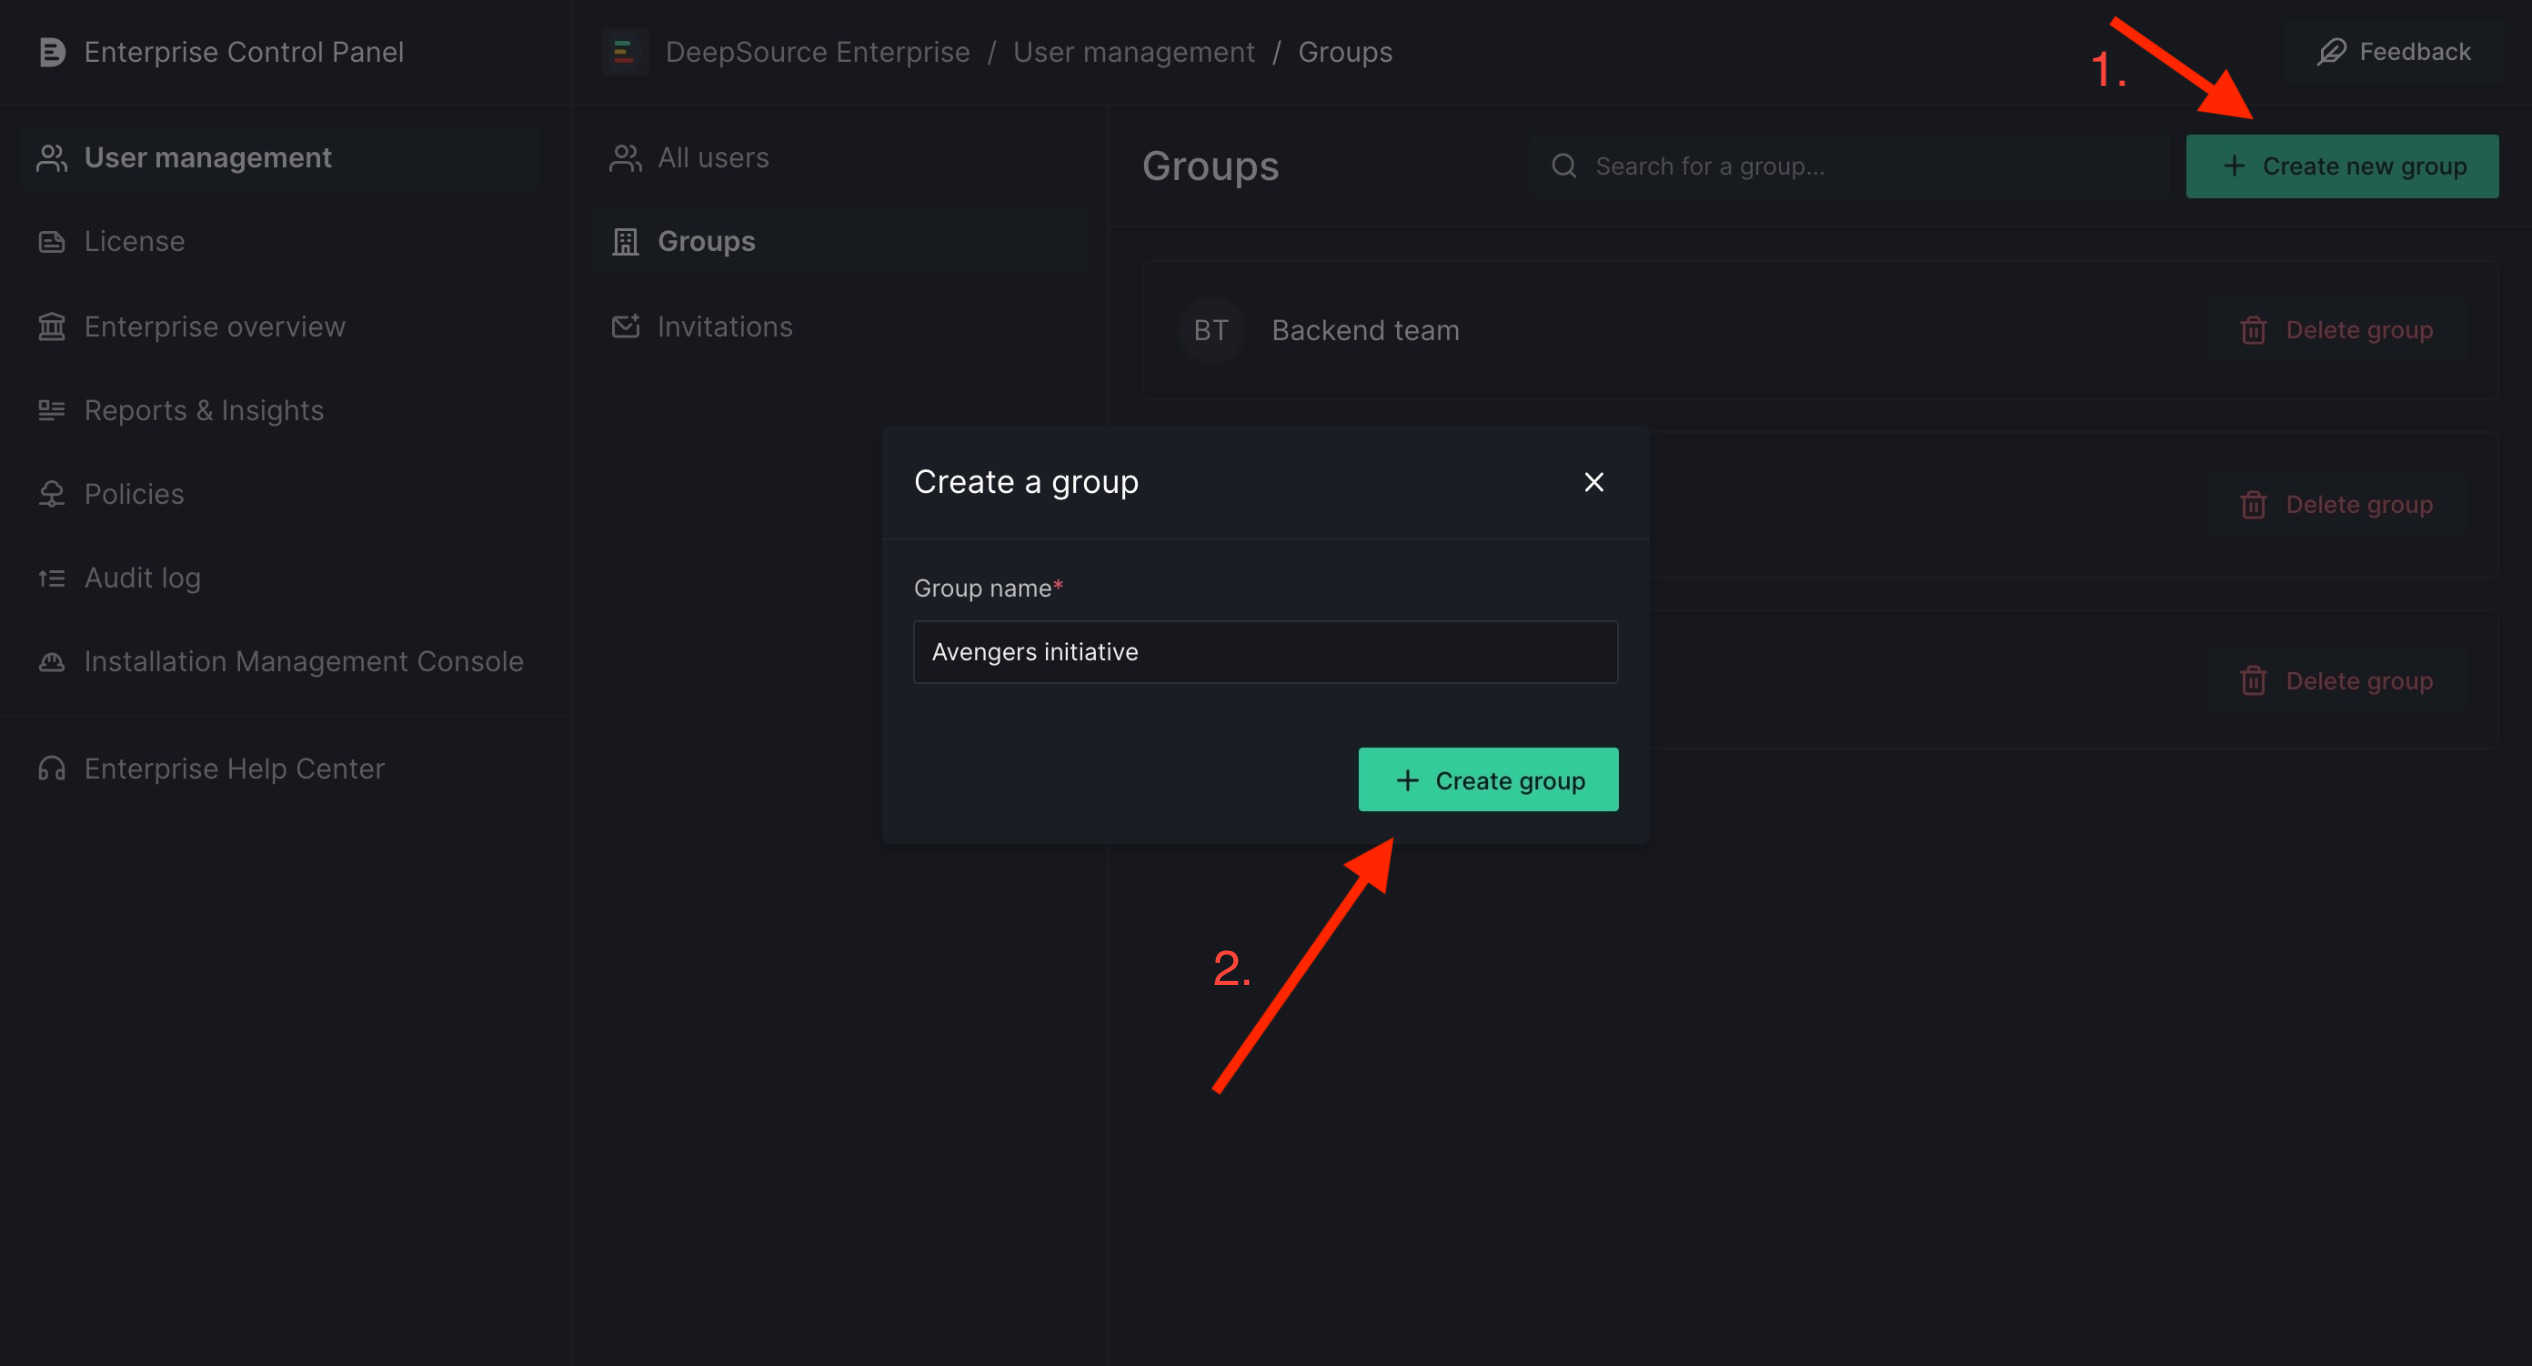 Enterprise Control Panel
DeepSource Enterprise / User management / Groups
1.
Feedback
User management
License
Enterprise overview
Reports & Insights
Policies
Audit log
Installation Management Console
Enterprise Help Center
All users
Groups
Invitations
Groups
Search for a group...
+ Create new group
BT Backend team
Delete group
Delete group
Delete group
Create a group
Group name*
Avengers initiative
+ Create group
2.